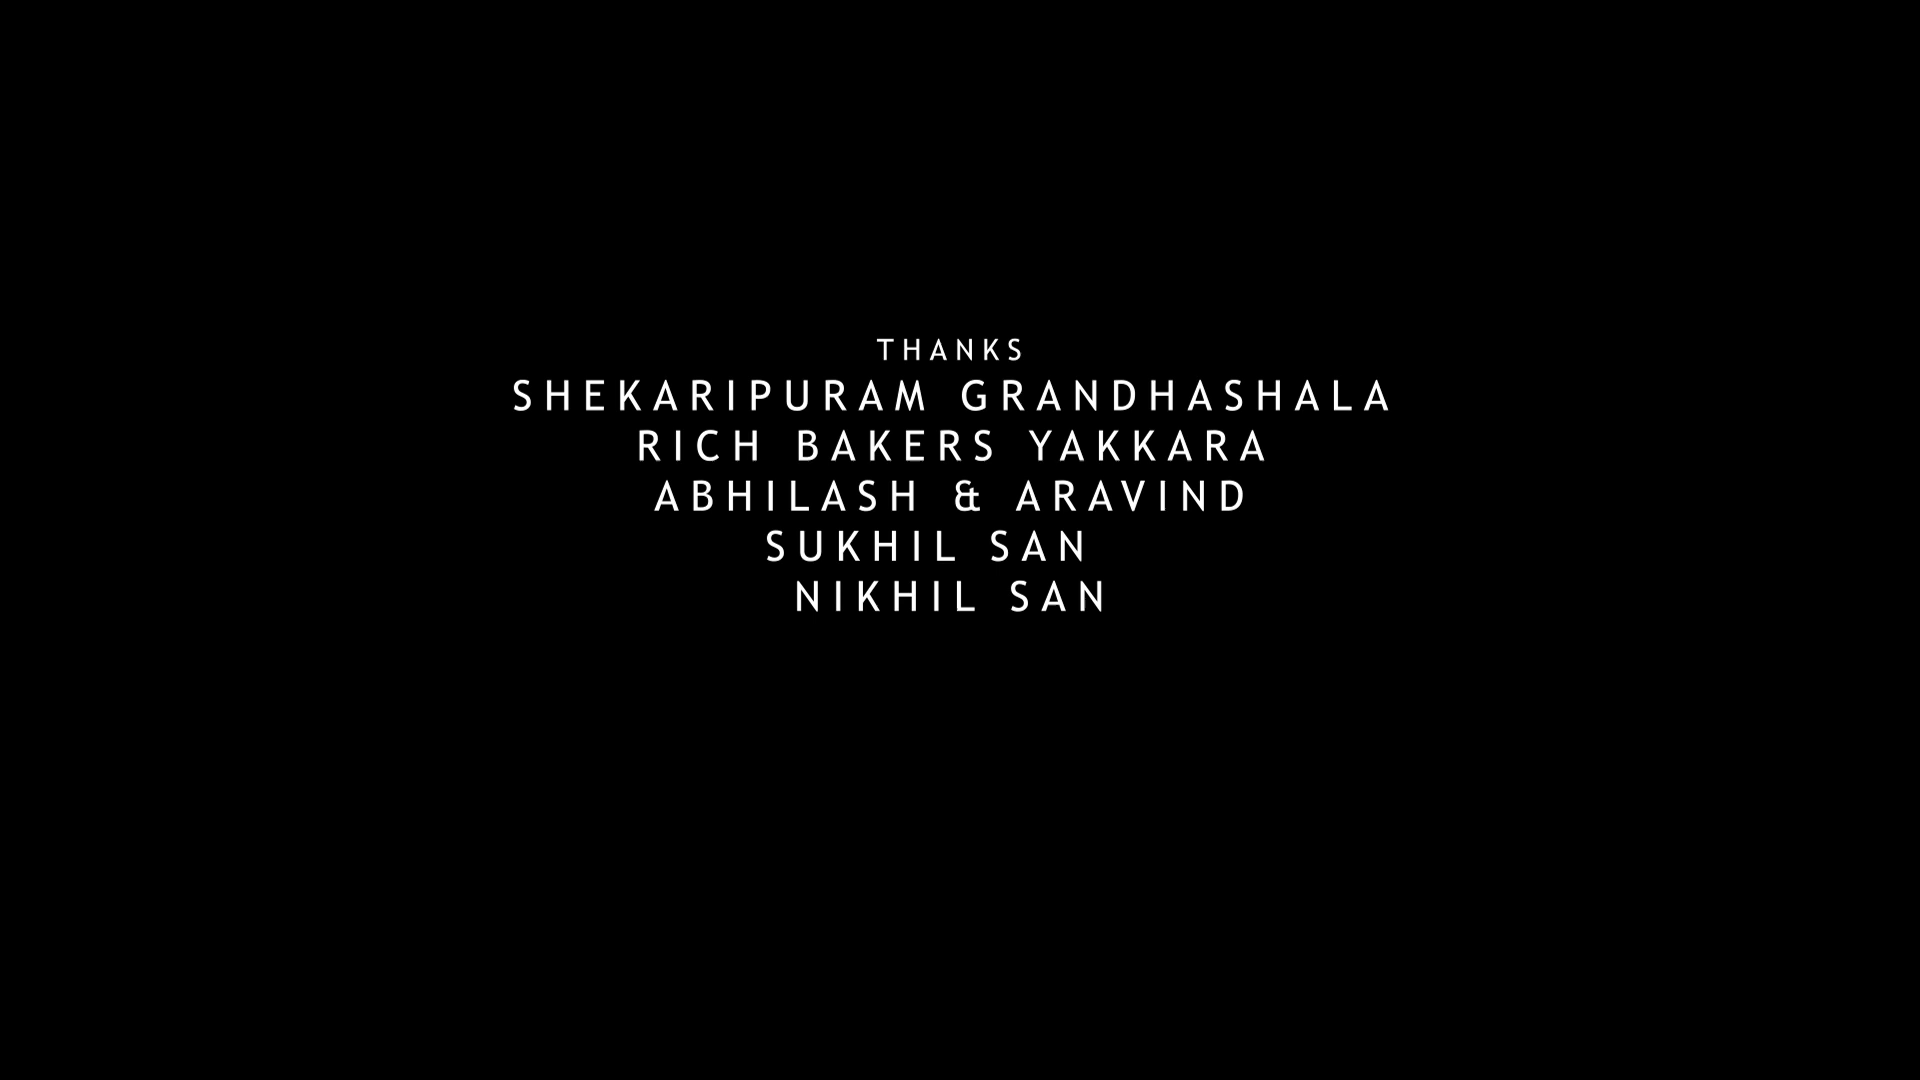 THANKS
SHEKARIPURAM GRANDHASHALA
RICH BAKERS YAKKARA
ABHILASH & ARAVIND
SUKHIL SAN
NIKHIL SAN